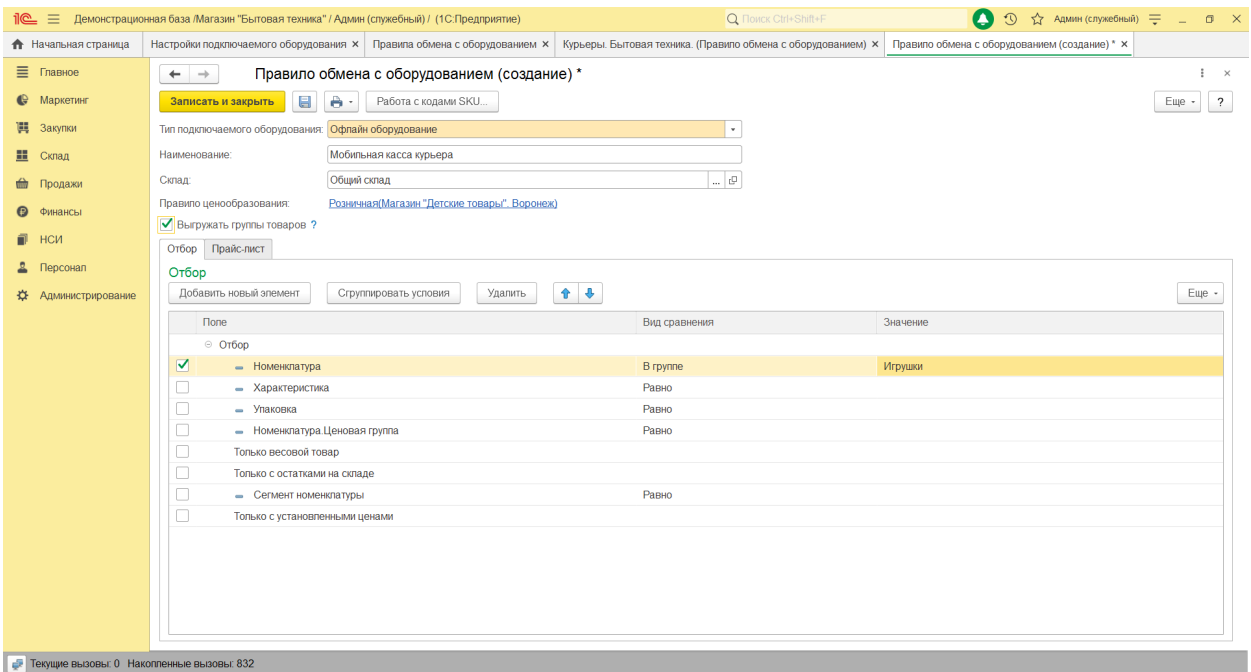 1С Демонстрационная база /Магазин "Бытовая техника" / Админ (служебный) / (1С:Предприятие) Поиск Ctrl+Shift+F Админ (служебный)
Начальная страница Настройки подключаемого оборудования × Правила обмена с оборудованием × Курьеры. Бытовая техника. (Правило обмена с оборудованием) × Правило обмена с оборудованием (создание) * ×
Главное
Маркетинг
Закупки
Склад
Продажи
Финансы
НСИ
Персонал
Администрирование
Правило обмена с оборудованием (создание) *
Записать и закрыть Работа с кодами SKU... Еще ?
Тип подключаемого оборудования: Офлайн оборудование
Наименование: Мобильная касса курьера
Склад: Общий склад ...
Правило ценообразования: Розничная(Магазин "Детские товары". Воронеж)
Выгружать группы товаров ?
Отбор Прайс-лист
Отбор
Добавить новый элемент Сгруппировать условия Удалить Еще
Поле Вид сравнения Значение
Отбор
Номенклатура В группе Игрушки
Характеристика Равно
Упаковка Равно
Номенклатура.Ценовая группа Равно
Только весовой товар
Только с остатками на складе
Сегмент номенклатуры Равно
Только с установленными ценами
Текущие вызовы: 0 Накопленные вызовы: 832